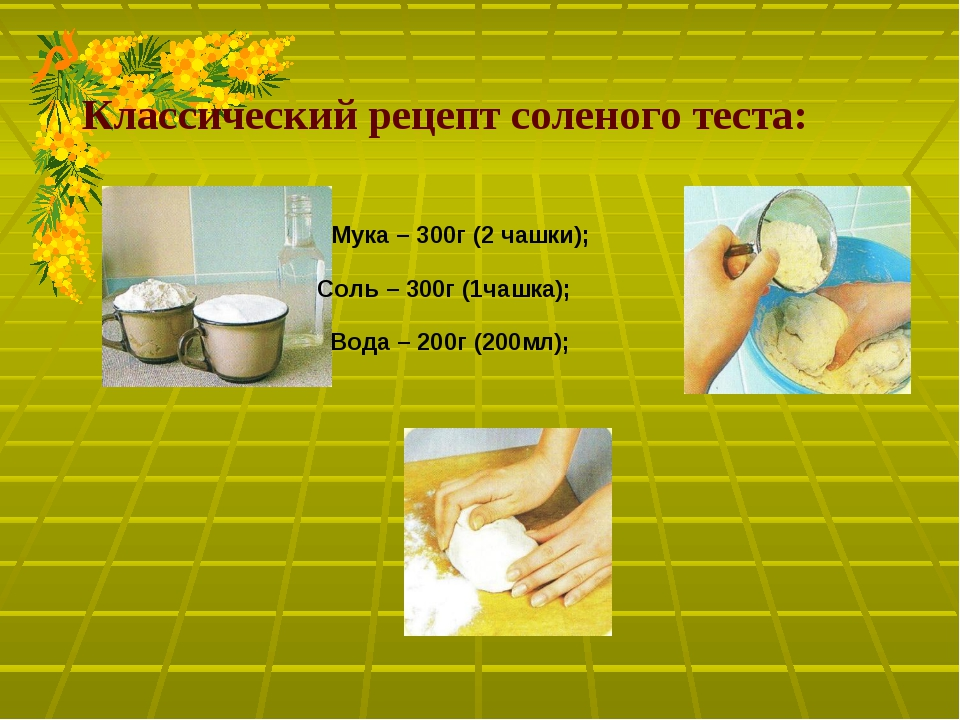 Классический рецепт соленого теста:
Мука – 300г (2 чашки);
Соль – 300г (1чашка);
Вода – 200г (200мл);